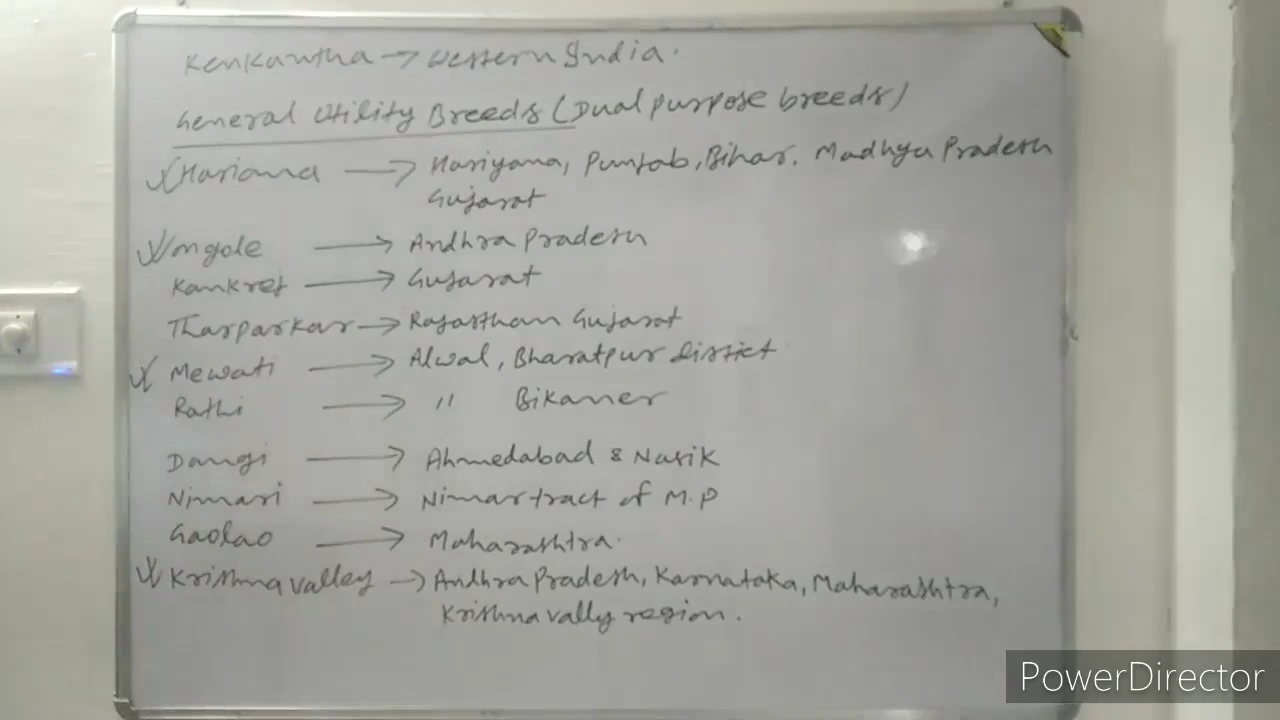 Kenkantha → Western India.
General Utility Breeds (Dual purpose breeds)
Hariana → Hariyana, Punjab, Bihar. Madhya Pradesh
Gujarat
ongole → Andhra Pradesh
Kankrej → Gujarat
Tharparkar → Rajasthan Gujarat
Mewati → Alwal, Bharatpur district
Rathi → " Bikaner
Dangi → Ahmedabad & Nasik
Nimari → Nimar tract of M.P
Gaolao → Maharashtra.
Krishna valley → Andhra Pradesh, Karnataka, Maharashtra,
Krishna vally region.
PowerDirector